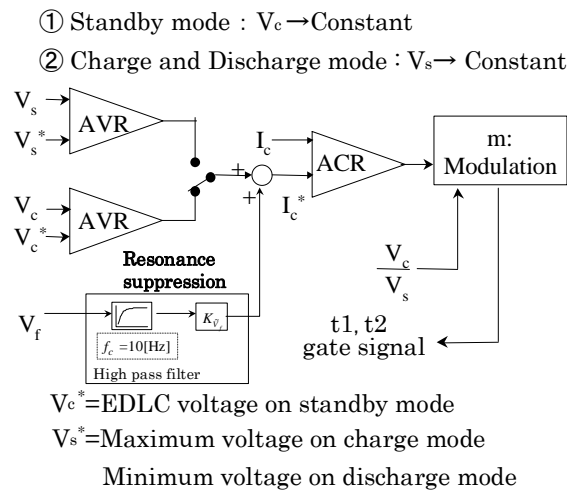 ① Standby mode : Vc→Constant
② Charge and Discharge mode : Vs→ Constant
Vs
Vs*
AVR
Ic
ACR
m:
Modulation
+
Vc
Vc*
AVR
+
Ic*
Resonance
suppression
Vc
Vs
Vf
KṼf
fc =10[Hz]
High pass filter
t1, t2
gate signal
Vc*=EDLC voltage on standby mode
Vs*=Maximum voltage on charge mode
Minimum voltage on discharge mode